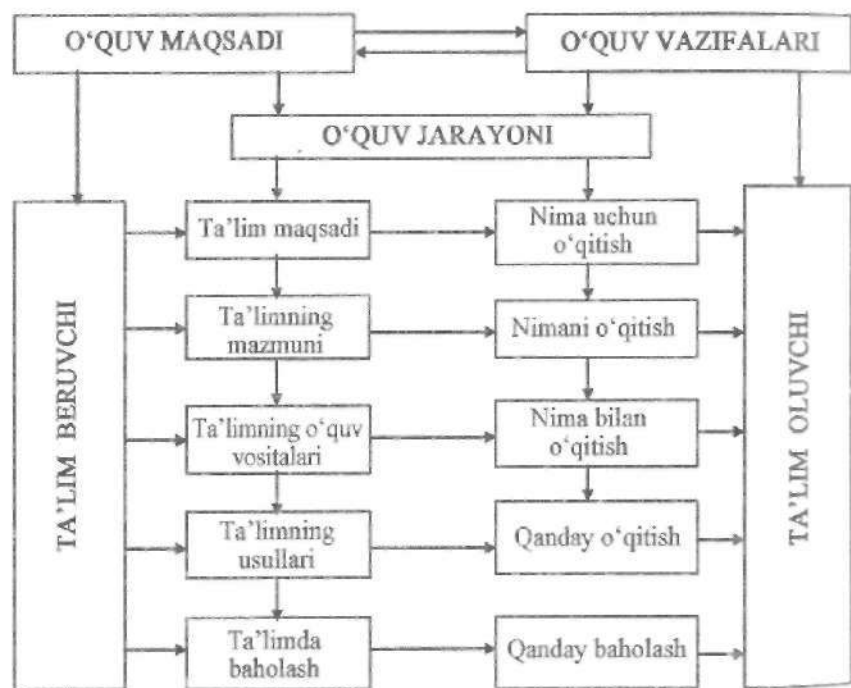 O‘QUV MAQSADI
O‘QUV VAZIFALARI
O‘QUV JARAYONI
TA’LIM BERUVCHI
Ta’lim maqsadi
Nima uchun
o‘qitish
Ta’limning
mazmuni
Nimani o‘qitish
Ta’limning o‘quv
vositalari
Nima bilan
o‘qitish
Ta’limning
usullari
Qanday o‘qitish
Ta’limda
baholash
Qanday baholash
TA’LIM OLUVCHI